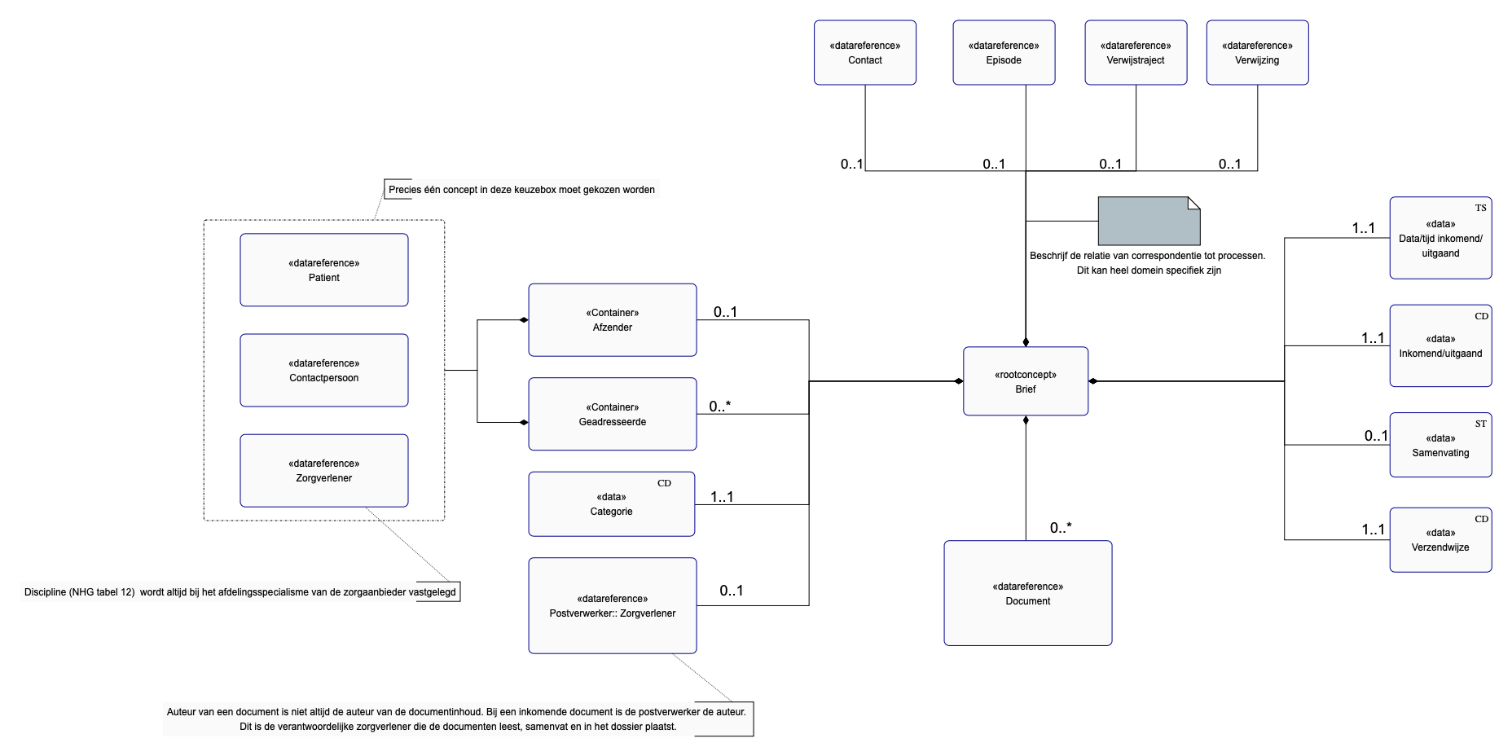 «datareference»
Contact
«datareference»
Episode
«datareference»
Verwijstraject
«datareference»
Verwijzing
0..1
0..1
0..1
0..1
Precies één concept in deze keuzebox moet gekozen worden
«datareference»
Patient
«datareference»
Contactpersoon
«datareference»
Zorgverlener
Discipline (NHG tabel 12) wordt altijd bij het afdelingsspecialisme van de zorgaanbieder vastgelegd
«Container»
Afzender
0..1
«Container»
Geadresseerde
0..*
CD
«data»
Categorie
1..1
«datareference»
Postverwerker:: Zorgverlener
0..1
Auteur van een document is niet altijd de auteur van de documentinhoud. Bij een inkomende document is de postverwerker de auteur.
Dit is de verantwoordelijke zorgverlener die de documenten leest, samenvat en in het dossier plaatst.
Beschrijf de relatie van correspondentie tot processen.
Dit kan heel domein specifiek zijn
«rootconcept»
Brief
0..*
«datareference»
Document
1..1
TS
«data»
Data/tijd inkomend/
uitgaand
1..1
CD
«data»
Inkomend/uitgaand
0..1
ST
«data»
Samenvating
1..1
CD
«data»
Verzendwijze